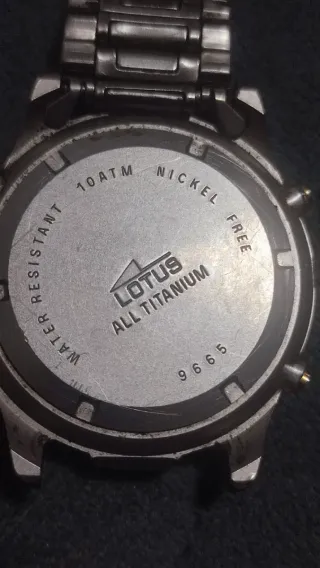 WATER RESISTANT 10ATM NICKEL FREE
LOTUS
ALL TITANIUM
9665